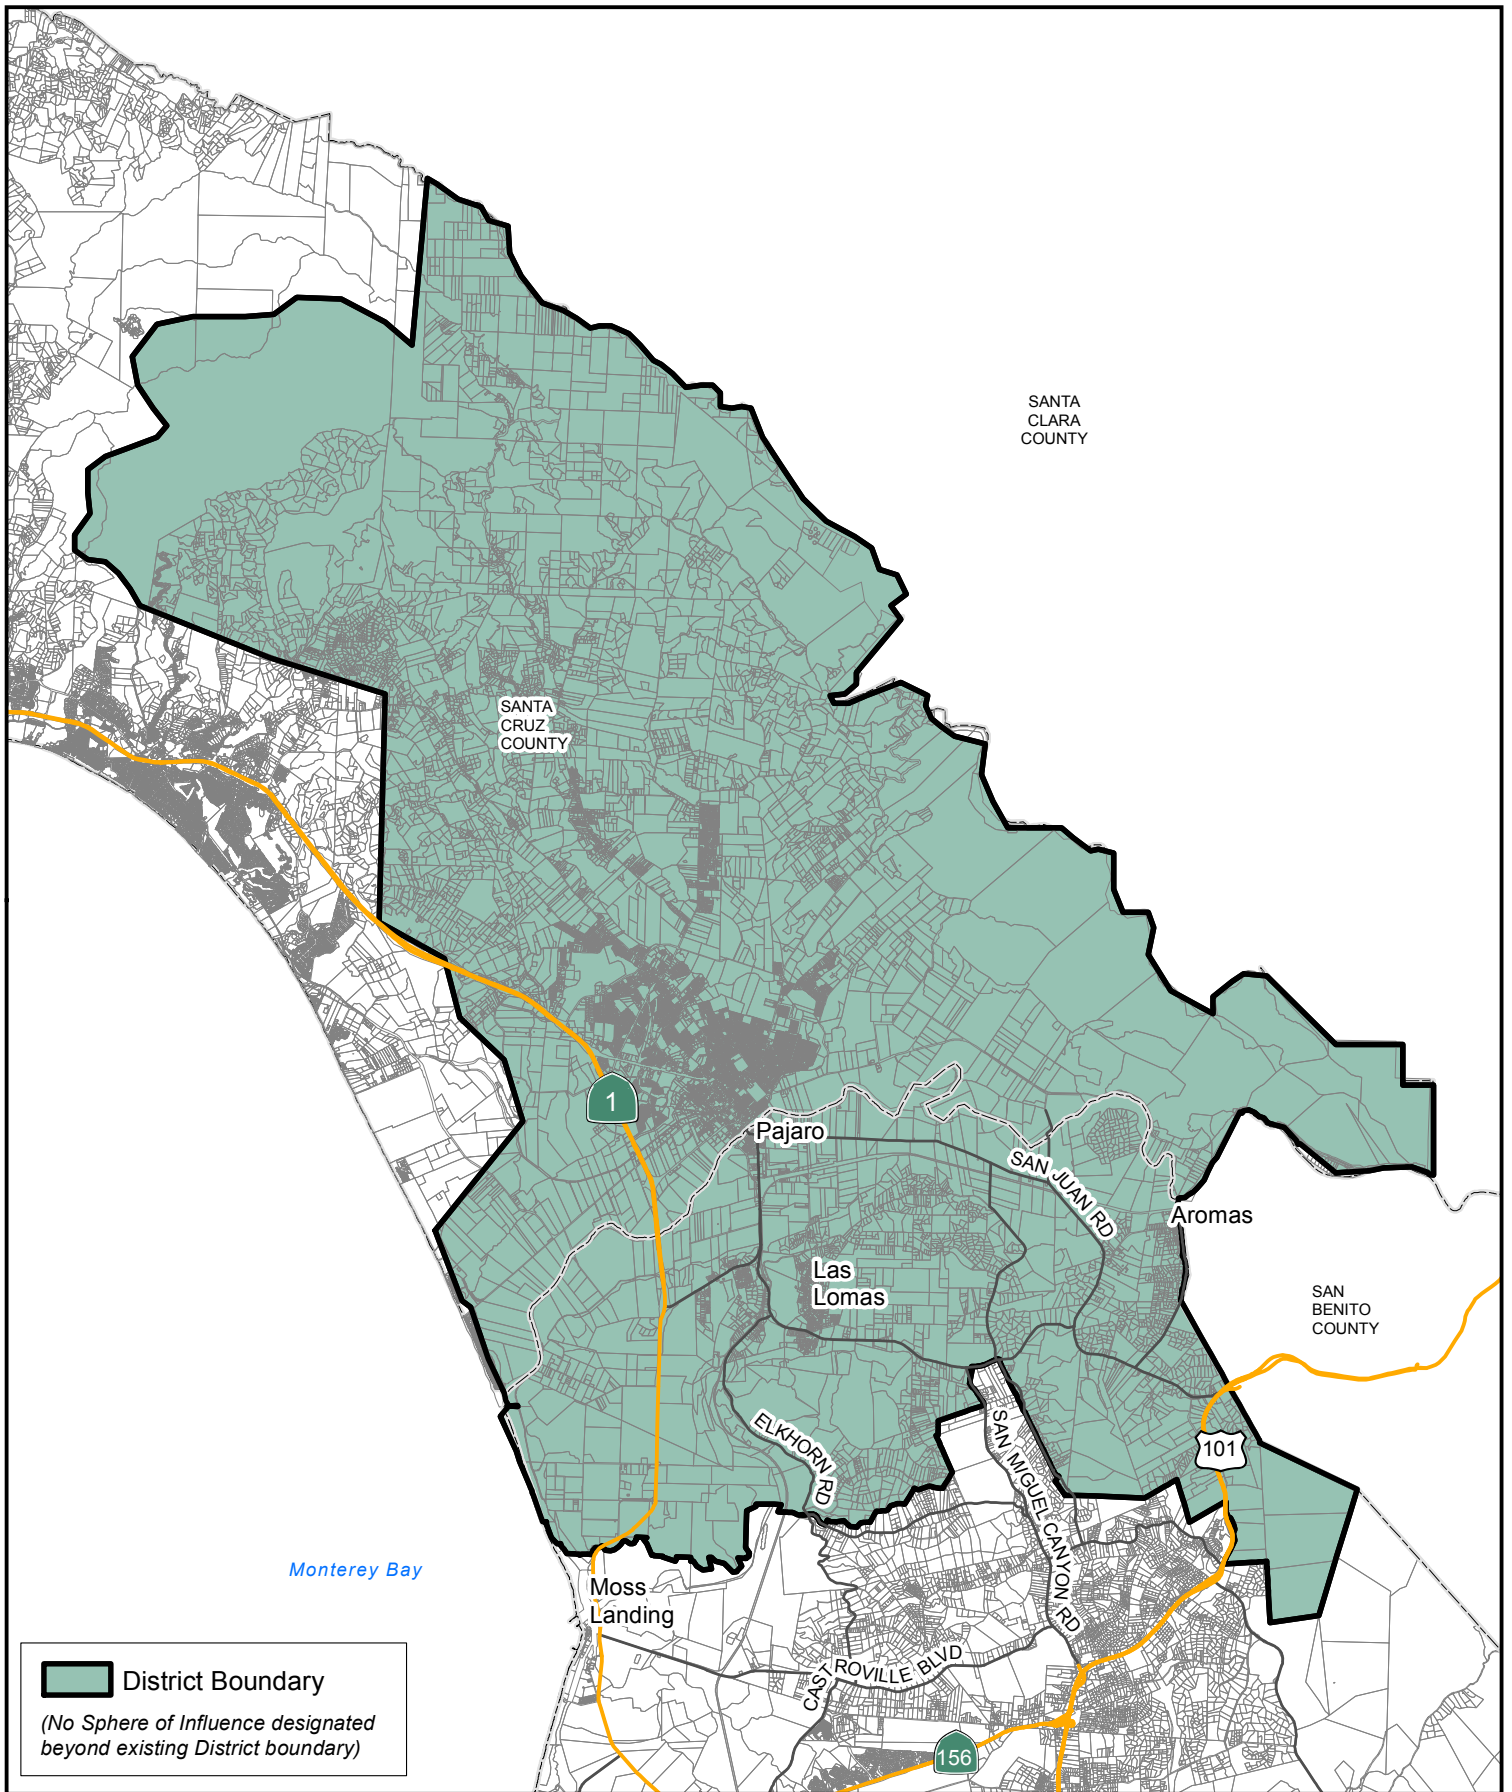 SANTA
CLARA
COUNTY
SANTA
CRUZ
COUNTY
1
Pajaro
SAN JUAN RD
Aromas
Las
Lomas
SAN
BENITO
COUNTY
ELKHORN RD
SAN MIGUEL CANYON RD
101
Monterey Bay
Moss
Landing
CASTROVILLE BLVD
156
District Boundary
(No Sphere of Influence designated
beyond existing District boundary)